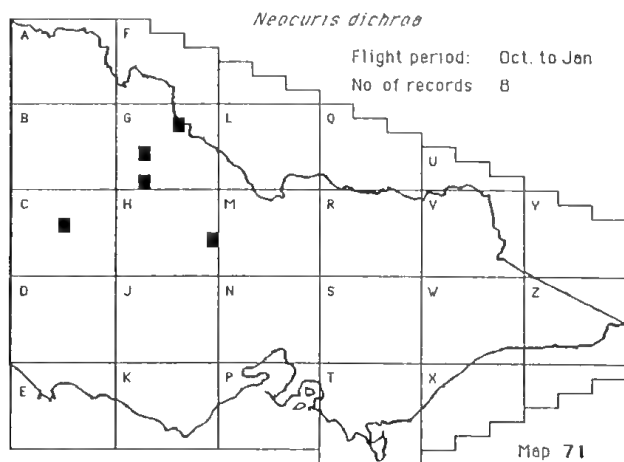 Neocuris dichroa
Flight period: Oct. to Jan
No of records 8
A F
B G L Q
U
C H M R V Y
D J N S W Z
E K P T X
Map 71